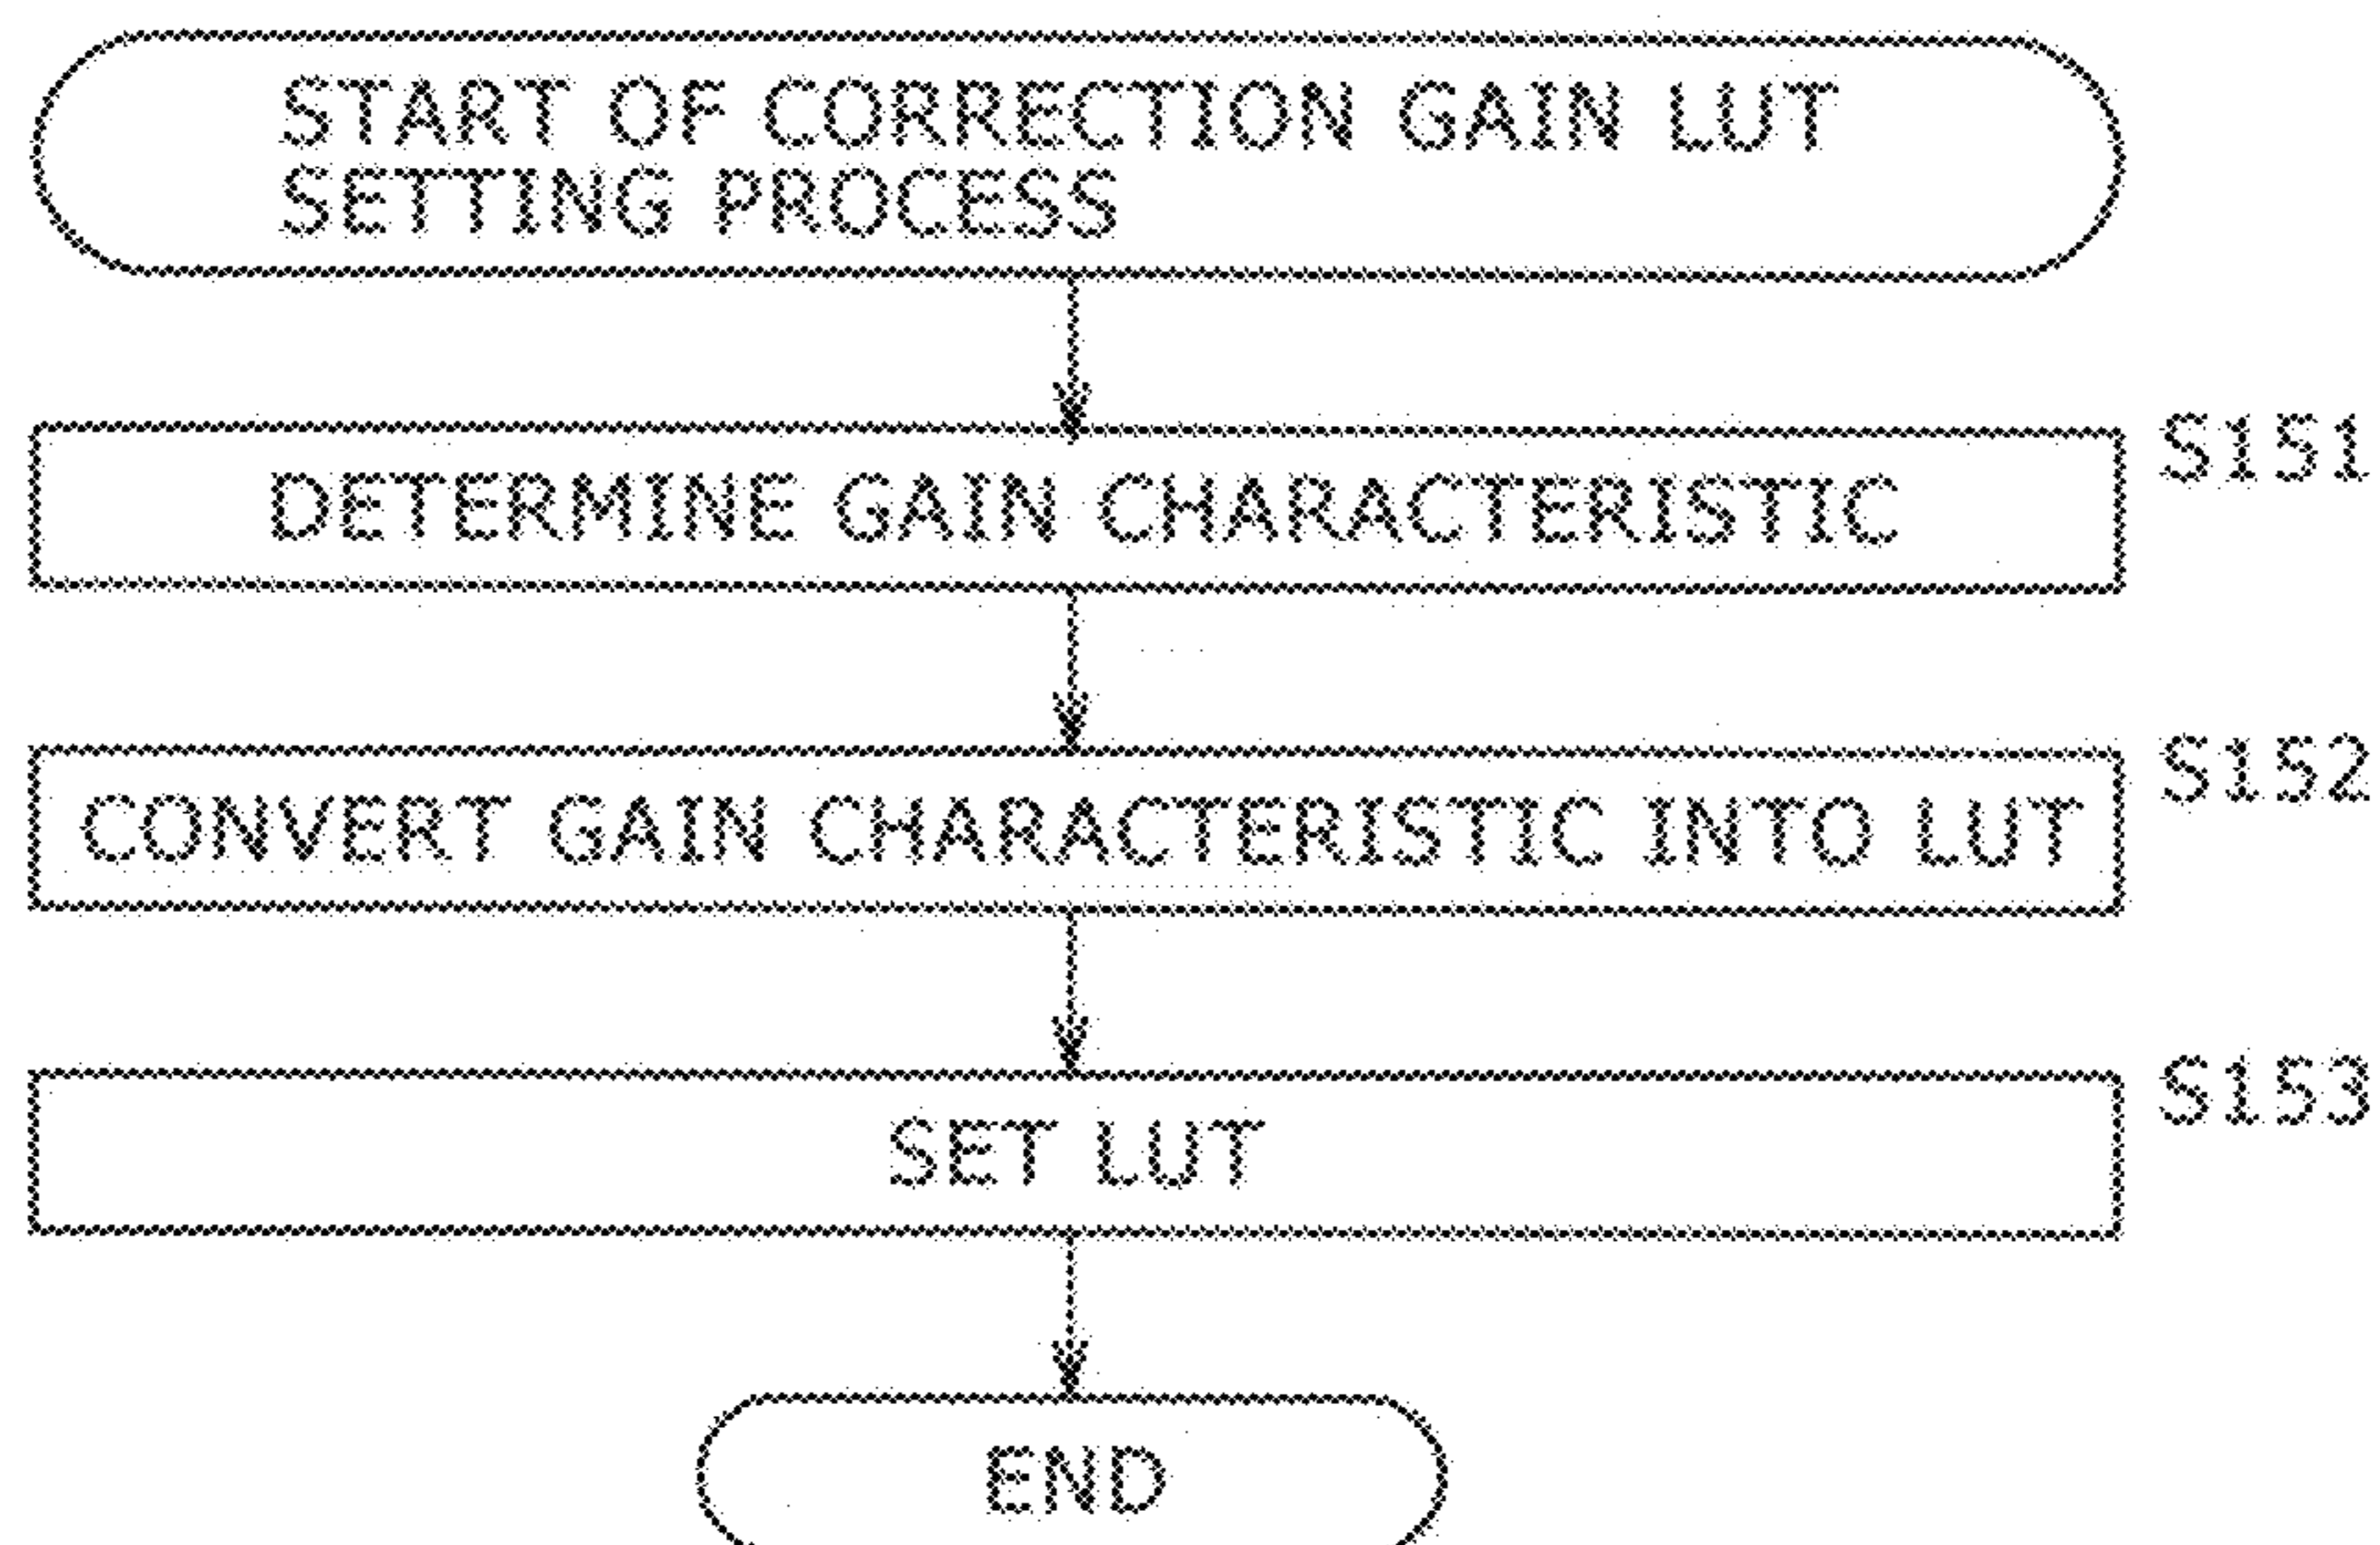 START OF CORRECTION GAIN LUT
SETTING PROCESS
S151
DETERMINE GAIN CHARACTERISTIC
S152
CONVERT GAIN CHARACTERISTIC INTO LUT
S153
SET LUT
END